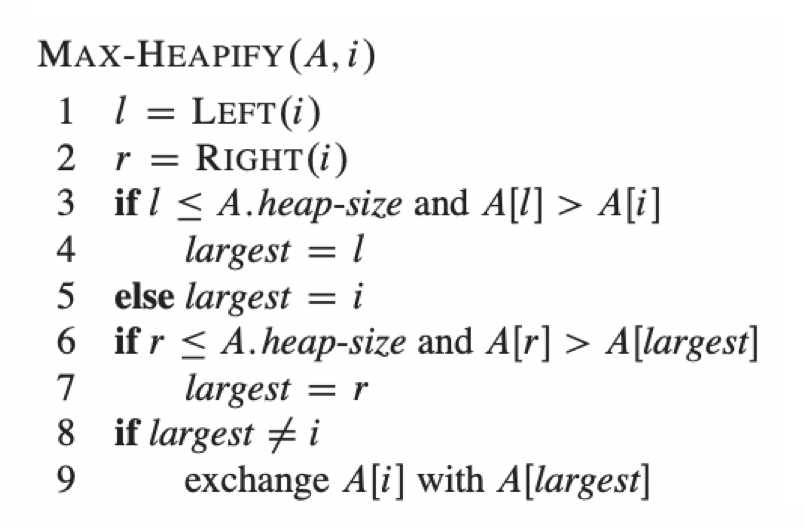 MAX-HEAPIFY(A, i)
1 l = LEFT(i)
2 r = RIGHT(i)
3 if l ≤ A.heap-size and A[l] > A[i]
4 largest = l
5 else largest = i
6 if r ≤ A.heap-size and A[r] > A[largest]
7 largest = r
8 if largest ≠ i
9 exchange A[i] with A[largest]